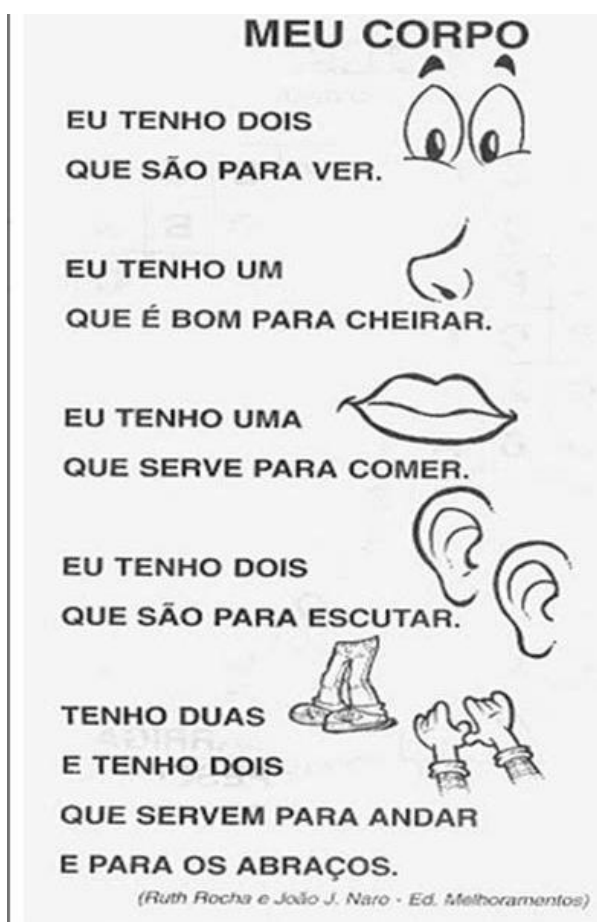 MEU CORPO
EU TENHO DOIS
QUE SÃO PARA VER.
EU TENHO UM
QUE É BOM PARA CHEIRAR.
EU TENHO UMA
QUE SERVE PARA COMER.
EU TENHO DOIS
QUE SÃO PARA ESCUTAR.
TENHO DUAS
E TENHO DOIS
QUE SERVEM PARA ANDAR
E PARA OS ABRAÇOS.
(Ruth Rocha e João J. Naro - Ed. Melhoramentos)